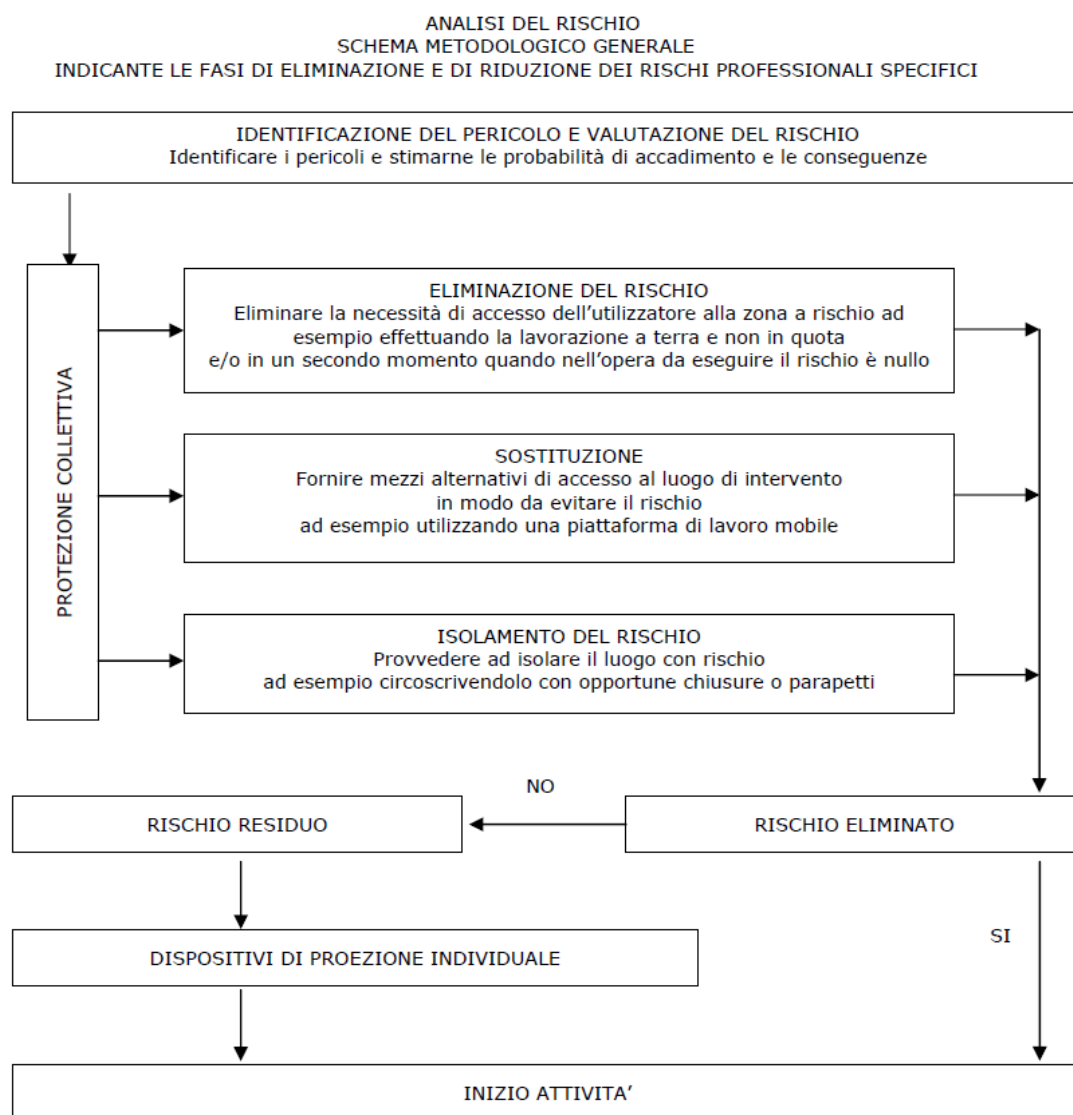 ANALISI DEL RISCHIO
SCHEMA METODOLOGICO GENERALE
INDICANTE LE FASI DI ELIMINAZIONE E DI RIDUZIONE DEI RISCHI PROFESSIONALI SPECIFICI
IDENTIFICAZIONE DEL PERICOLO E VALUTAZIONE DEL RISCHIO
Identificare i pericoli e stimarne le probabilità di accadimento e le conseguenze
PROTEZIONE COLLETTIVA
ELIMINAZIONE DEL RISCHIO
Eliminare la necessità di accesso dell'utilizzatore alla zona a rischio ad
esempio effettuando la lavorazione a terra e non in quota
e/o in un secondo momento quando nell'opera da eseguire il rischio è nullo
SOSTITUZIONE
Fornire mezzi alternativi di accesso al luogo di intervento
in modo da evitare il rischio
ad esempio utilizzando una piattaforma di lavoro mobile
ISOLAMENTO DEL RISCHIO
Provvedere ad isolare il luogo con rischio
ad esempio circoscrivendolo con opportune chiusure o parapetti
NO
RISCHIO RESIDUO
RISCHIO ELIMINATO
SI
DISPOSITIVI DI PROEZIONE INDIVIDUALE
INIZIO ATTIVITA'